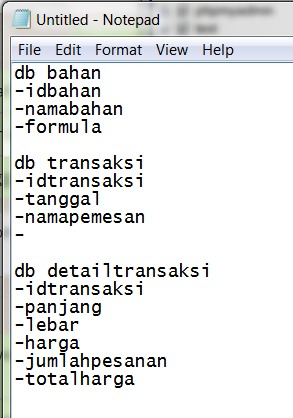 Untitled - Notepad
File Edit Format View Help
db bahan
-idbahan
-namabahan
-formula
db transaksi
-idtransaksi
-tanggal
-namapemesan
-
db detailtransaksi
-idtransaksi
-panjang
-lebar
-harga
-jumlahpesanan
-totalharga